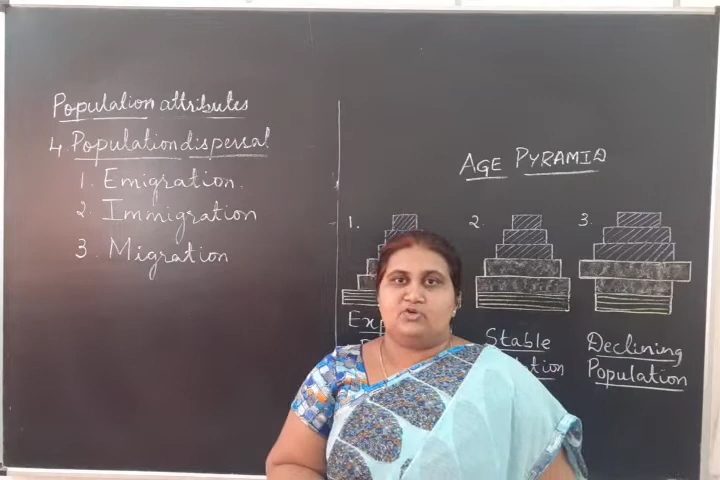 Population attributes
4. Population dispersal
1. Emigration.
2. Immigration
3. Migration
AGE PYRAMID
1.
2.
3.
Stable
Declining
Population